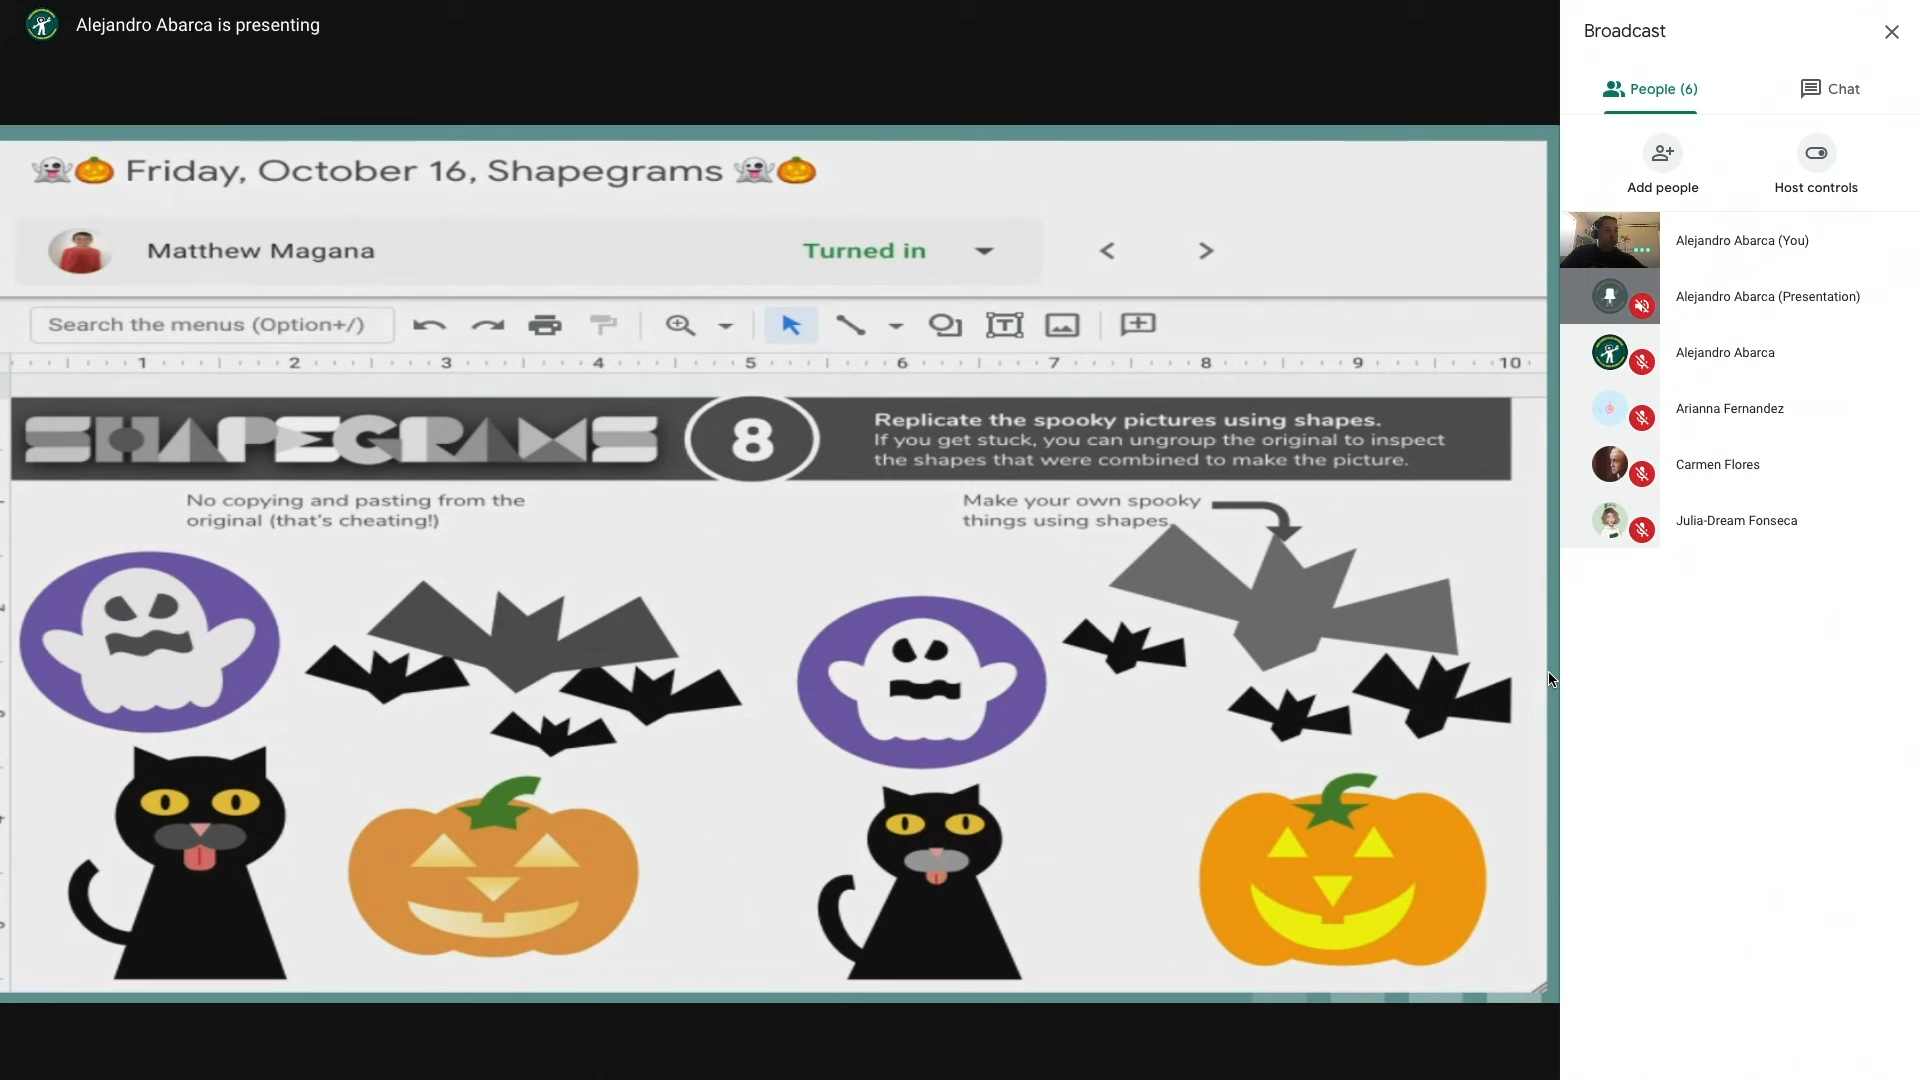 Alejandro Abarca is presenting
Friday, October 16, Shapegrams
Matthew Magana
Turned in
Search the menus (Option+/)
1 2 3 4 5 6 7 8 9 10
SHAPEGRAMS
8
Replicate the spooky pictures using shapes.
If you get stuck, you can ungroup the original to inspect
the shapes that were combined to make the picture.
No copying and pasting from the
original (that's cheating!)
Make your own spooky
things using shapes.
Broadcast
People (6)
Chat
Add people
Host controls
Alejandro Abarca (You)
Alejandro Abarca (Presentation)
Alejandro Abarca
Arianna Fernandez
Carmen Flores
Julia-Dream Fonseca